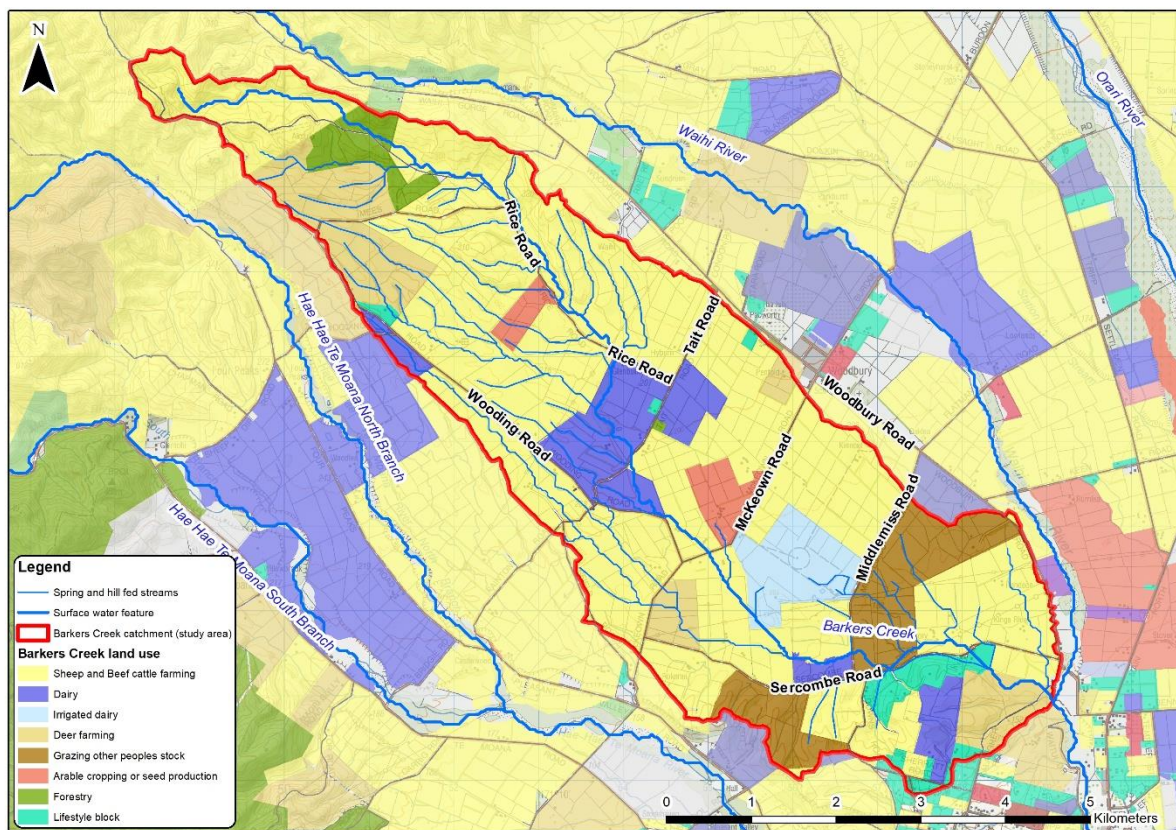 N
Orari River
Waihi River
Rice Road
Hae Hae Te Moana North Branch
Rice Road
Tait Road
Woodbury
Woodbury Road
Wooding Road
McKeown Road
Middlemiss Road
Hae Hae Te Moana South Branch
Barkers Creek
Sercombe Road
Legend
Spring and hill fed streams
Surface water feature
Barkers Creek catchment (study area)
Barkers Creek land use
Sheep and Beef cattle farming
Dairy
Irrigated dairy
Deer farming
Grazing other peoples stock
Arable cropping or seed production
Forestry
Lifestyle block
0 1 2 3 4 5
Kilometers